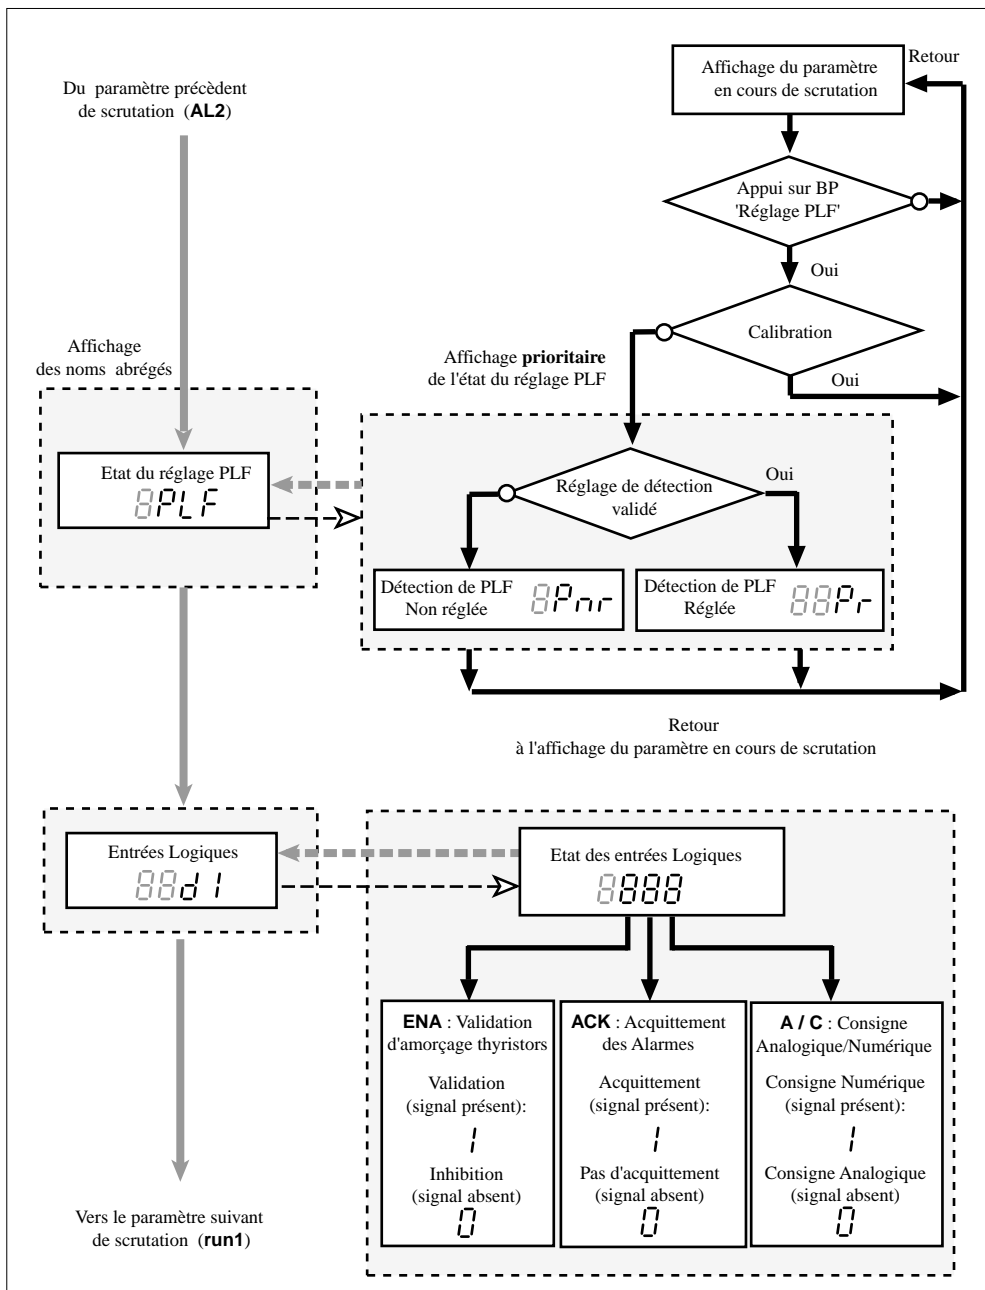 Du paramètre précèdent
de scrutation (AL2)
Affichage du paramètre
en cours de scrutation
Retour
Appui sur BP
'Réglage PLF'
Oui
Calibration
Oui
Affichage
des noms abrégés
Affichage prioritaire
de l'état du réglage PLF
Etat du réglage PLF
8PLF
Réglage de détection
validé
Oui
Détection de PLF
Non réglée
8Pnr
Détection de PLF
Réglée
88Pr
Retour
à l'affichage du paramètre en cours de scrutation
Entrées Logiques
88dI
Etat des entrées Logiques
8888
ENA : Validation
d'amorçage thyristors
Validation
(signal présent):
1
Inhibition
(signal absent)
0
ACK : Acquittement
des Alarmes
Acquittement
(signal présent):
1
Pas d'acquittement
(signal absent)
0
A / C : Consigne
Analogique/Numérique
Consigne Numérique
(signal présent):
1
Consigne Analogique
(signal absent)
0
Vers le paramètre suivant
de scrutation (run1)